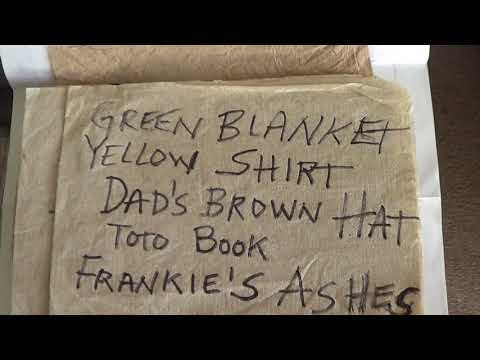 GREEN BLANKET
YELLOW SHIRT
DAD'S BROWN HAT
TOTO BOOK
FRANKIE'S ASHES